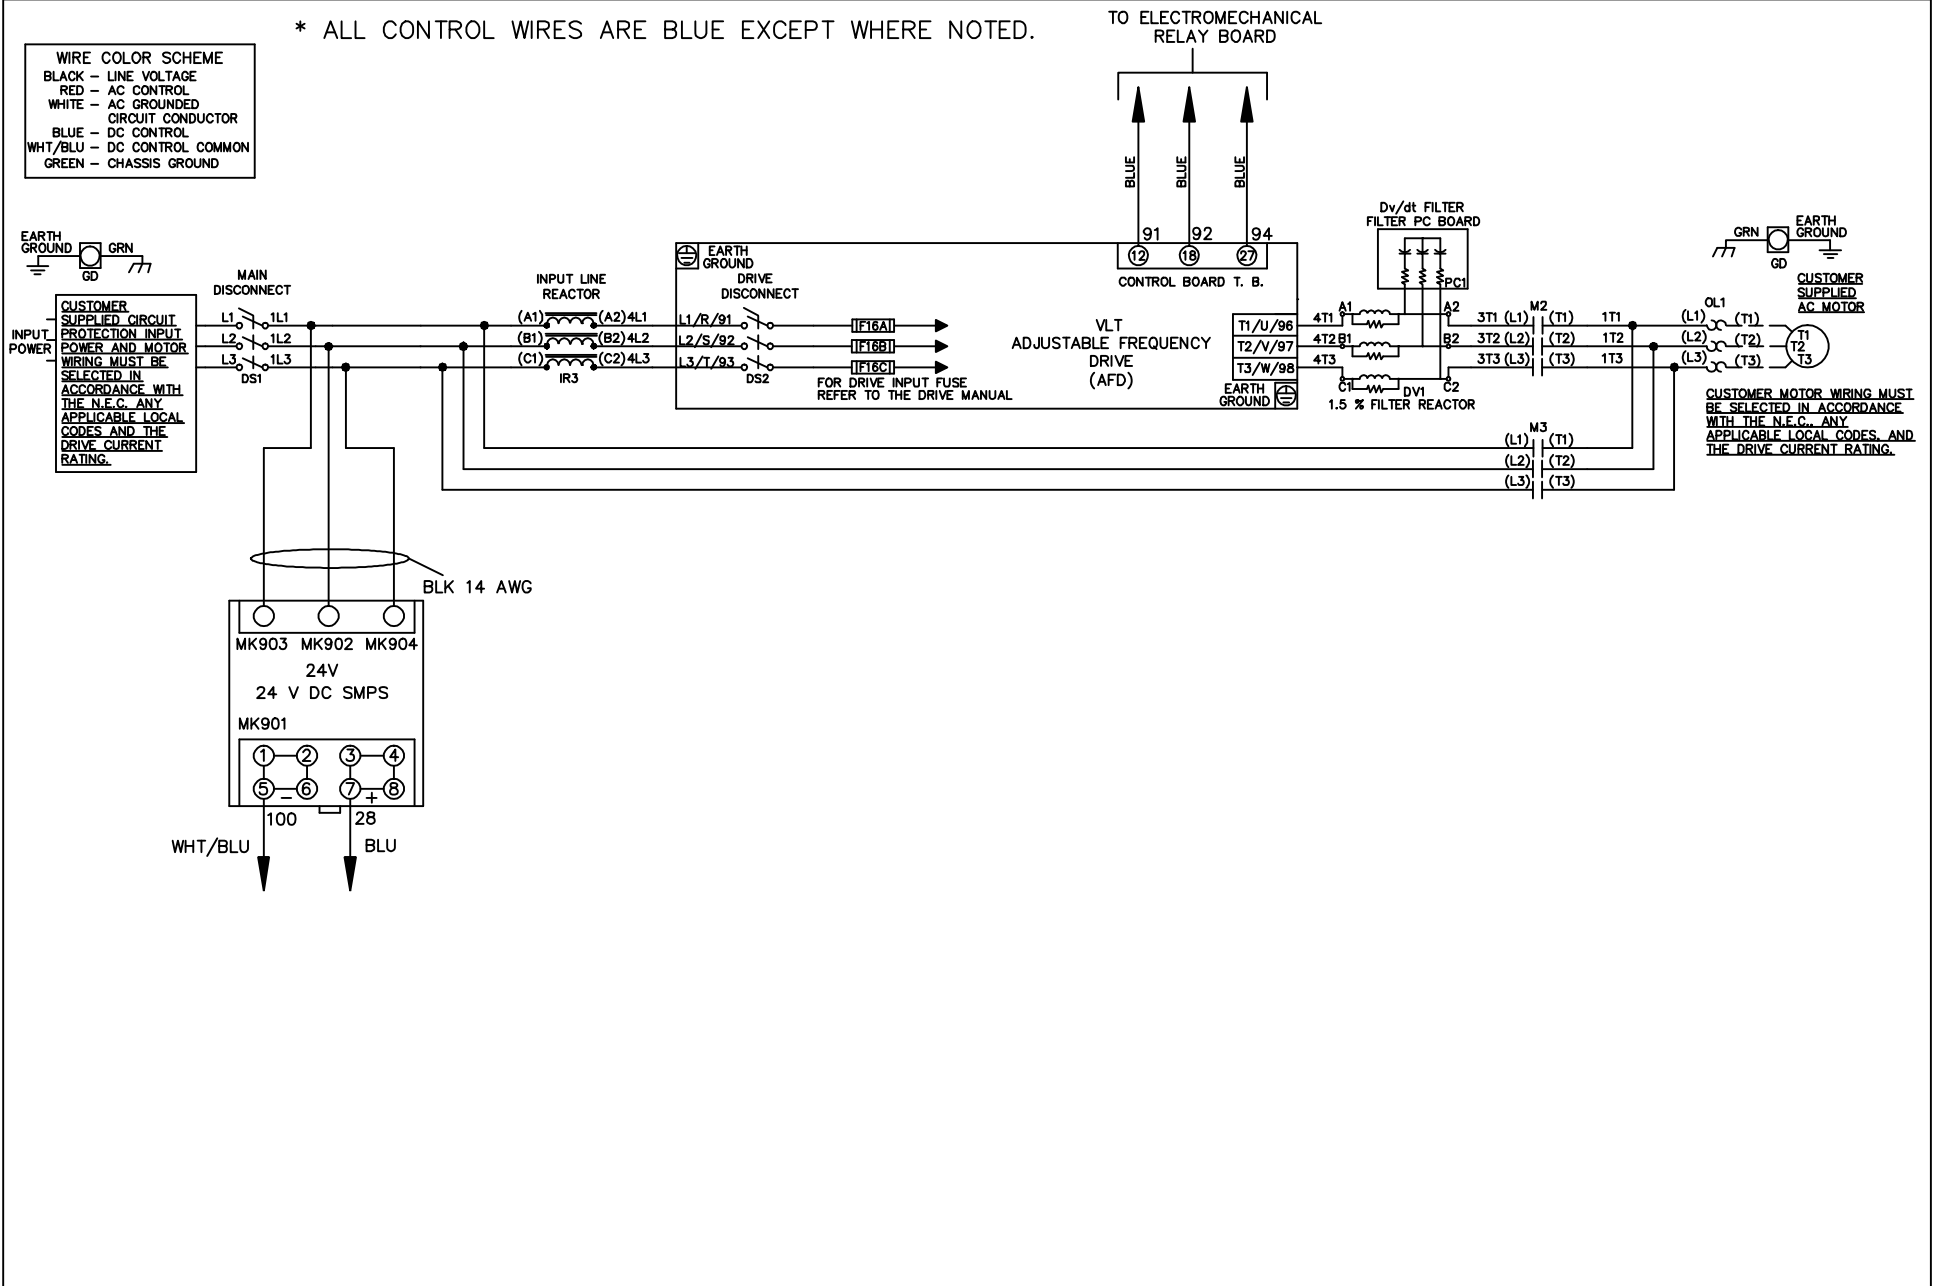 * ALL CONTROL WIRES ARE BLUE EXCEPT WHERE NOTED.
TO ELECTROMECHANICAL
RELAY BOARD
WIRE COLOR SCHEME
BLACK – LINE VOLTAGE
RED – AC CONTROL
WHITE – AC GROUNDED
CIRCUIT CONDUCTOR
BLUE – DC CONTROL
WHT/BLU – DC CONTROL COMMON
GREEN – CHASSIS GROUND
BLUE
BLUE
BLUE
91 92 94
12 18 27
CONTROL BOARD T. B.
EARTH
GROUND
GRN
GD
INPUT
POWER
CUSTOMER
SUPPLIED CIRCUIT
PROTECTION INPUT
POWER AND MOTOR
WIRING MUST BE
SELECTED IN
ACCORDANCE WITH
THE N.E.C. ANY
APPLICABLE LOCAL
CODES AND THE
DRIVE CURRENT
RATING.
MAIN
DISCONNECT
L1 1L1
L2 1L2
L3 1L3
DS1
INPUT LINE
REACTOR
(A1) (A2) 4L1
(B1) (B2) 4L2
(C1) (C2) 4L3
IR3
EARTH
GROUND
DRIVE
DISCONNECT
L1/R/91
L2/S/92
L3/T/93
DS2
F16A
F16B
F16C
FOR DRIVE INPUT FUSE
REFER TO THE DRIVE MANUAL
VLT
ADJUSTABLE FREQUENCY
DRIVE
(AFD)
T1/U/96
T2/V/97
T3/W/98
EARTH
GROUND
Dv/dt FILTER
FILTER PC BOARD
PC1
4T1 A1 A2
4T2 B1 B2
4T3 C1 C2
DV1
1.5 % FILTER REACTOR
M2
3T1 (L1) (T1) 1T1
3T2 (L2) (T2) 1T2
3T3 (L3) (T3) 1T3
M3
(L1) (T1)
(L2) (T2)
(L3) (T3)
OL1
(L1) (T1)
(L2) (T2)
(L3) (T3)
T1
T2
T3
GRN
GD
EARTH
GROUND
CUSTOMER
SUPPLIED
AC MOTOR
CUSTOMER MOTOR WIRING MUST
BE SELECTED IN ACCORDANCE
WITH THE N.E.C., ANY
APPLICABLE LOCAL CODES, AND
THE DRIVE CURRENT RATING.
BLK 14 AWG
MK903 MK902 MK904
24V
24 V DC SMPS
MK901
1 2 3 4
5 6 7 8
– +
100 28
WHT/BLU BLU